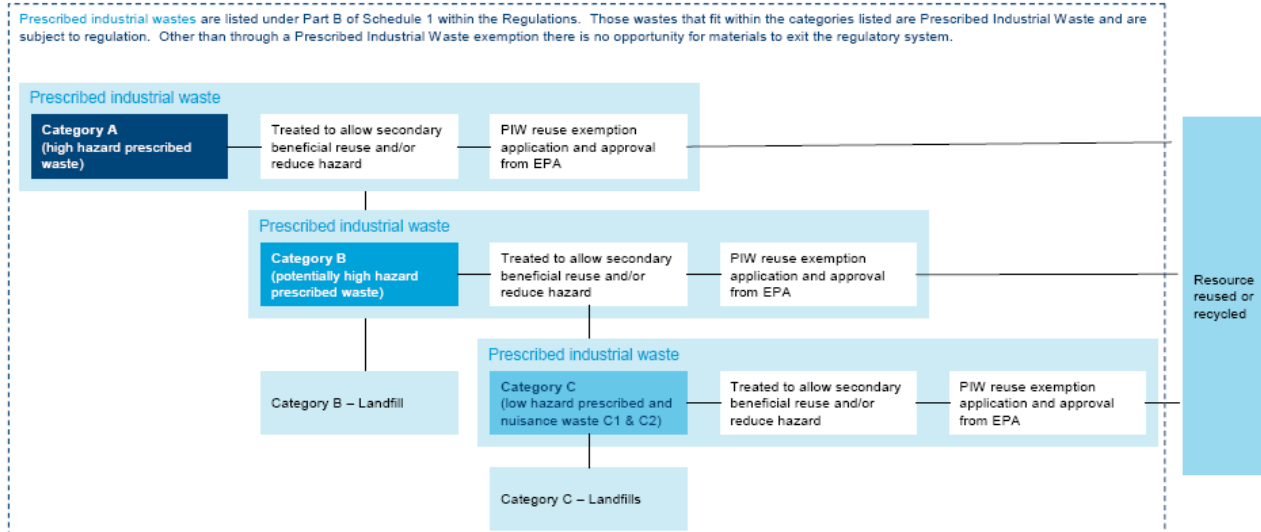 Prescribed industrial wastes are listed under Part B of Schedule 1 within the Regulations.  Those wastes that fit within the categories listed are Prescribed Industrial Waste and are
subject to regulation.  Other than through a Prescribed Industrial Waste exemption there is no opportunity for materials to exit the regulatory system.
Prescribed industrial waste
Category A
(high hazard prescribed
waste)
Treated to allow secondary
beneficial reuse and/or
reduce hazard
PIW reuse exemption
application and approval
from EPA
Prescribed industrial waste
Category B
(potentially high hazard
prescribed waste)
Treated to allow secondary
beneficial reuse and/or
reduce hazard
PIW reuse exemption
application and approval
from EPA
Resource
reused or
recycled
Prescribed industrial waste
Category B – Landfill
Category C
(low hazard prescribed and
nuisance waste C1 & C2)
Treated to allow secondary
beneficial reuse and/or
reduce hazard
PIW reuse exemption
application and approval
from EPA
Category C – Landfills